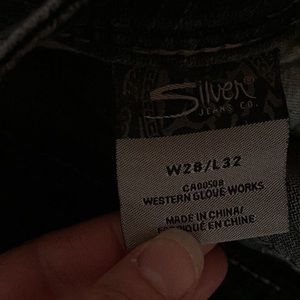 Silver
JEANS CO.
W28/L32
CA00508
WESTERN GLOVE WORKS
MADE IN CHINA/
FABRIQUÉ EN CHINE